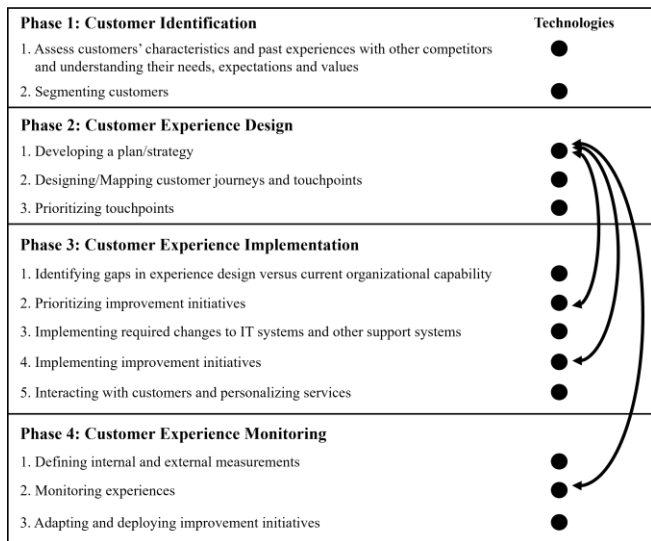 Phase 1: Customer Identification
Technologies
1. Assess customers’ characteristics and past experiences with other competitors
and understanding their needs, expectations and values
2. Segmenting customers
Phase 2: Customer Experience Design
1. Developing a plan/strategy
2. Designing/Mapping customer journeys and touchpoints
3. Prioritizing touchpoints
Phase 3: Customer Experience Implementation
1. Identifying gaps in experience design versus current organizational capability
2. Prioritizing improvement initiatives
3. Implementing required changes to IT systems and other support systems
4. Implementing improvement initiatives
5. Interacting with customers and personalizing services
Phase 4: Customer Experience Monitoring
1. Defining internal and external measurements
2. Monitoring experiences
3. Adapting and deploying improvement initiatives